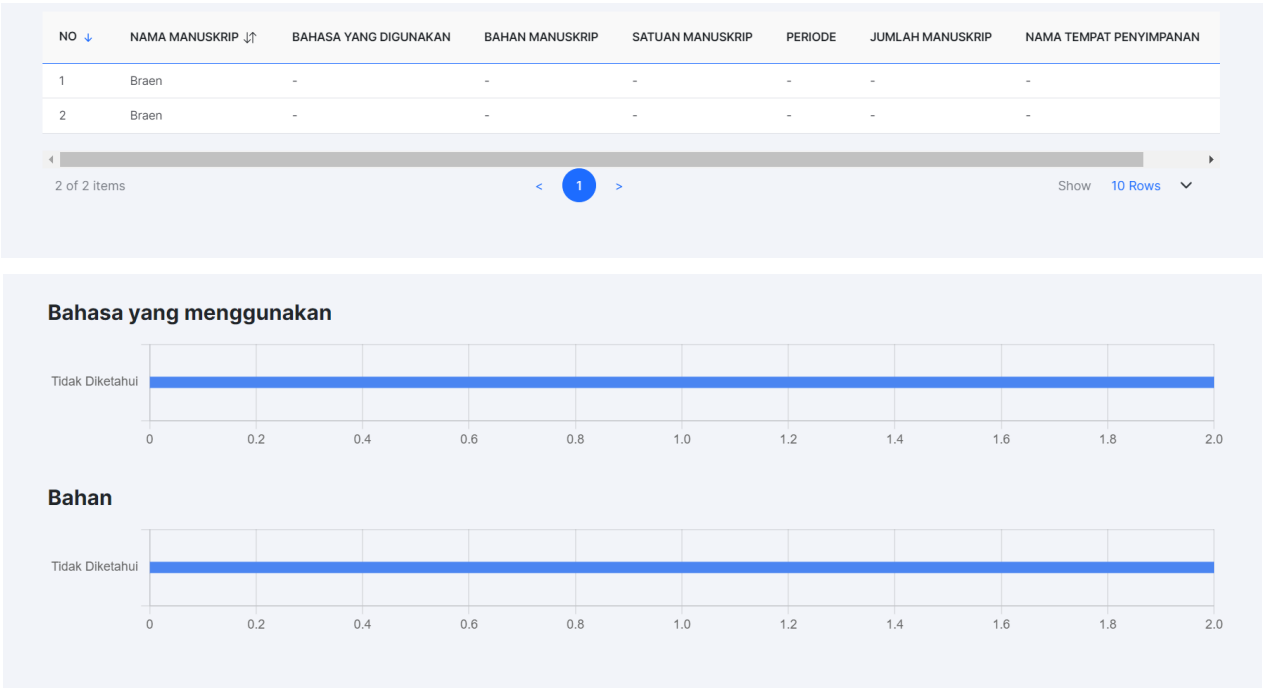 NO ↓ NAMA MANUSKRIP ↓↑ BAHASA YANG DIGUNAKAN BAHAN MANUSKRIP SATUAN MANUSKRIP PERIODE JUMLAH MANUSKRIP NAMA TEMPAT PENYIMPANAN
1 Braen - - - - - -
2 Braen - - - - - -
2 of 2 items < 1 > Show 10 Rows
Bahasa yang menggunakan
Tidak Diketahui
0 0.2 0.4 0.6 0.8 1.0 1.2 1.4 1.6 1.8 2.0
Bahan
Tidak Diketahui
0 0.2 0.4 0.6 0.8 1.0 1.2 1.4 1.6 1.8 2.0